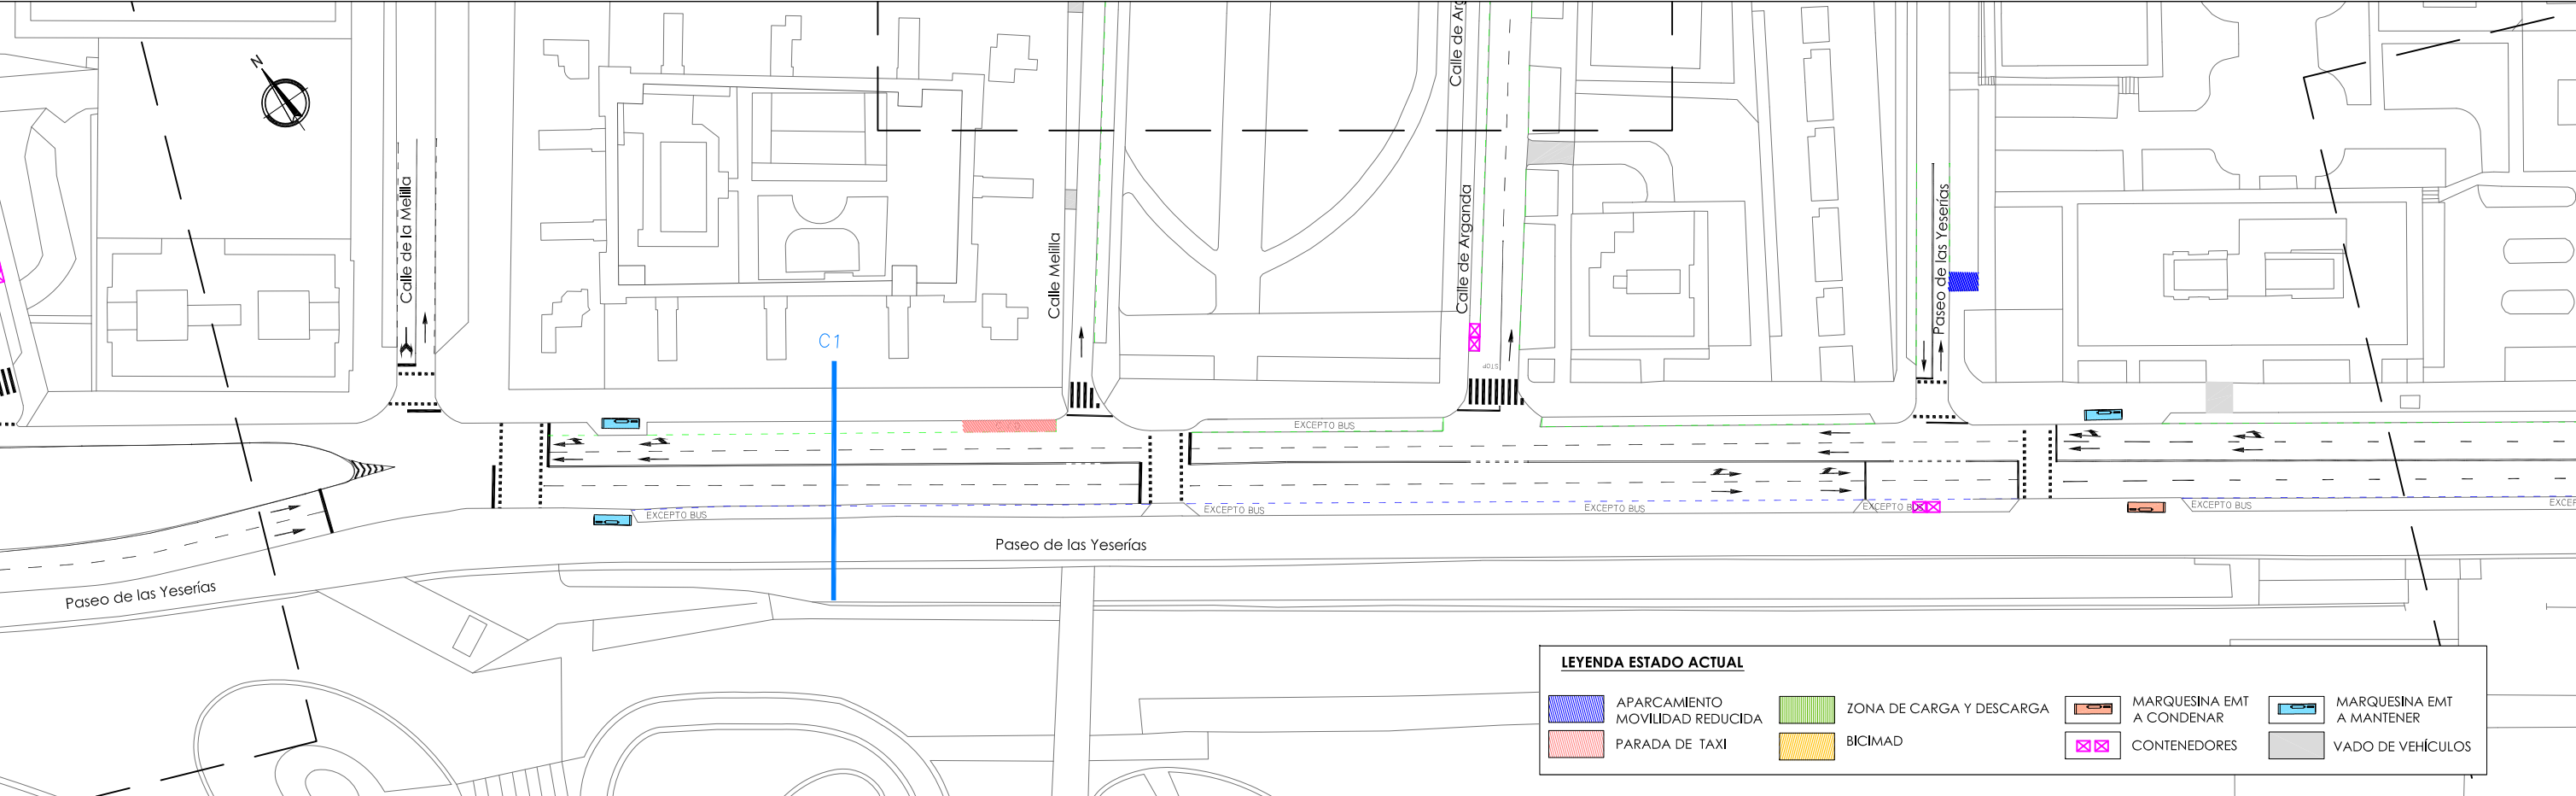 N
Calle de la Melilla
Calle Melilla
Calle de Arg
Calle de Arganda
Paseo de las Yeserías
C1
STOP
EXCEPTO BUS
EXCEPTO BUS
EXCEPTO BUS
EXCEPTO BUS
EXCEPTO B
EXCEPTO BUS
EXCEP
Paseo de las Yeserías
Paseo de las Yeserías
LEYENDA ESTADO ACTUAL
APARCAMIENTO
MOVILIDAD REDUCIDA
ZONA DE CARGA Y DESCARGA
MARQUESINA EMT
A CONDENAR
MARQUESINA EMT
A MANTENER
PARADA DE TAXI
BICIMAD
CONTENEDORES
VADO DE VEHÍCULOS